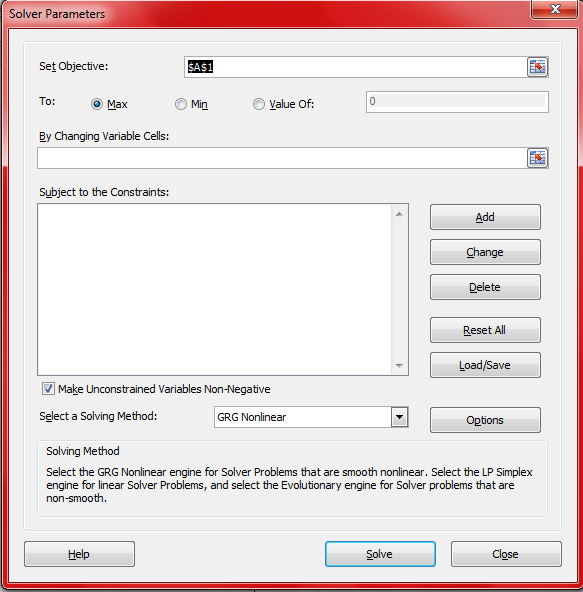 Solver Parameters
Set Objective: $A$1
To: Max Min Value Of: 0
By Changing Variable Cells:
Subject to the Constraints:
Add
Change
Delete
Reset All
Load/Save
Make Unconstrained Variables Non-Negative
Select a Solving Method: GRG Nonlinear Options
Solving Method
Select the GRG Nonlinear engine for Solver Problems that are smooth nonlinear. Select the LP Simplex
engine for linear Solver Problems, and select the Evolutionary engine for Solver problems that are
non-smooth.
Help Solve Close